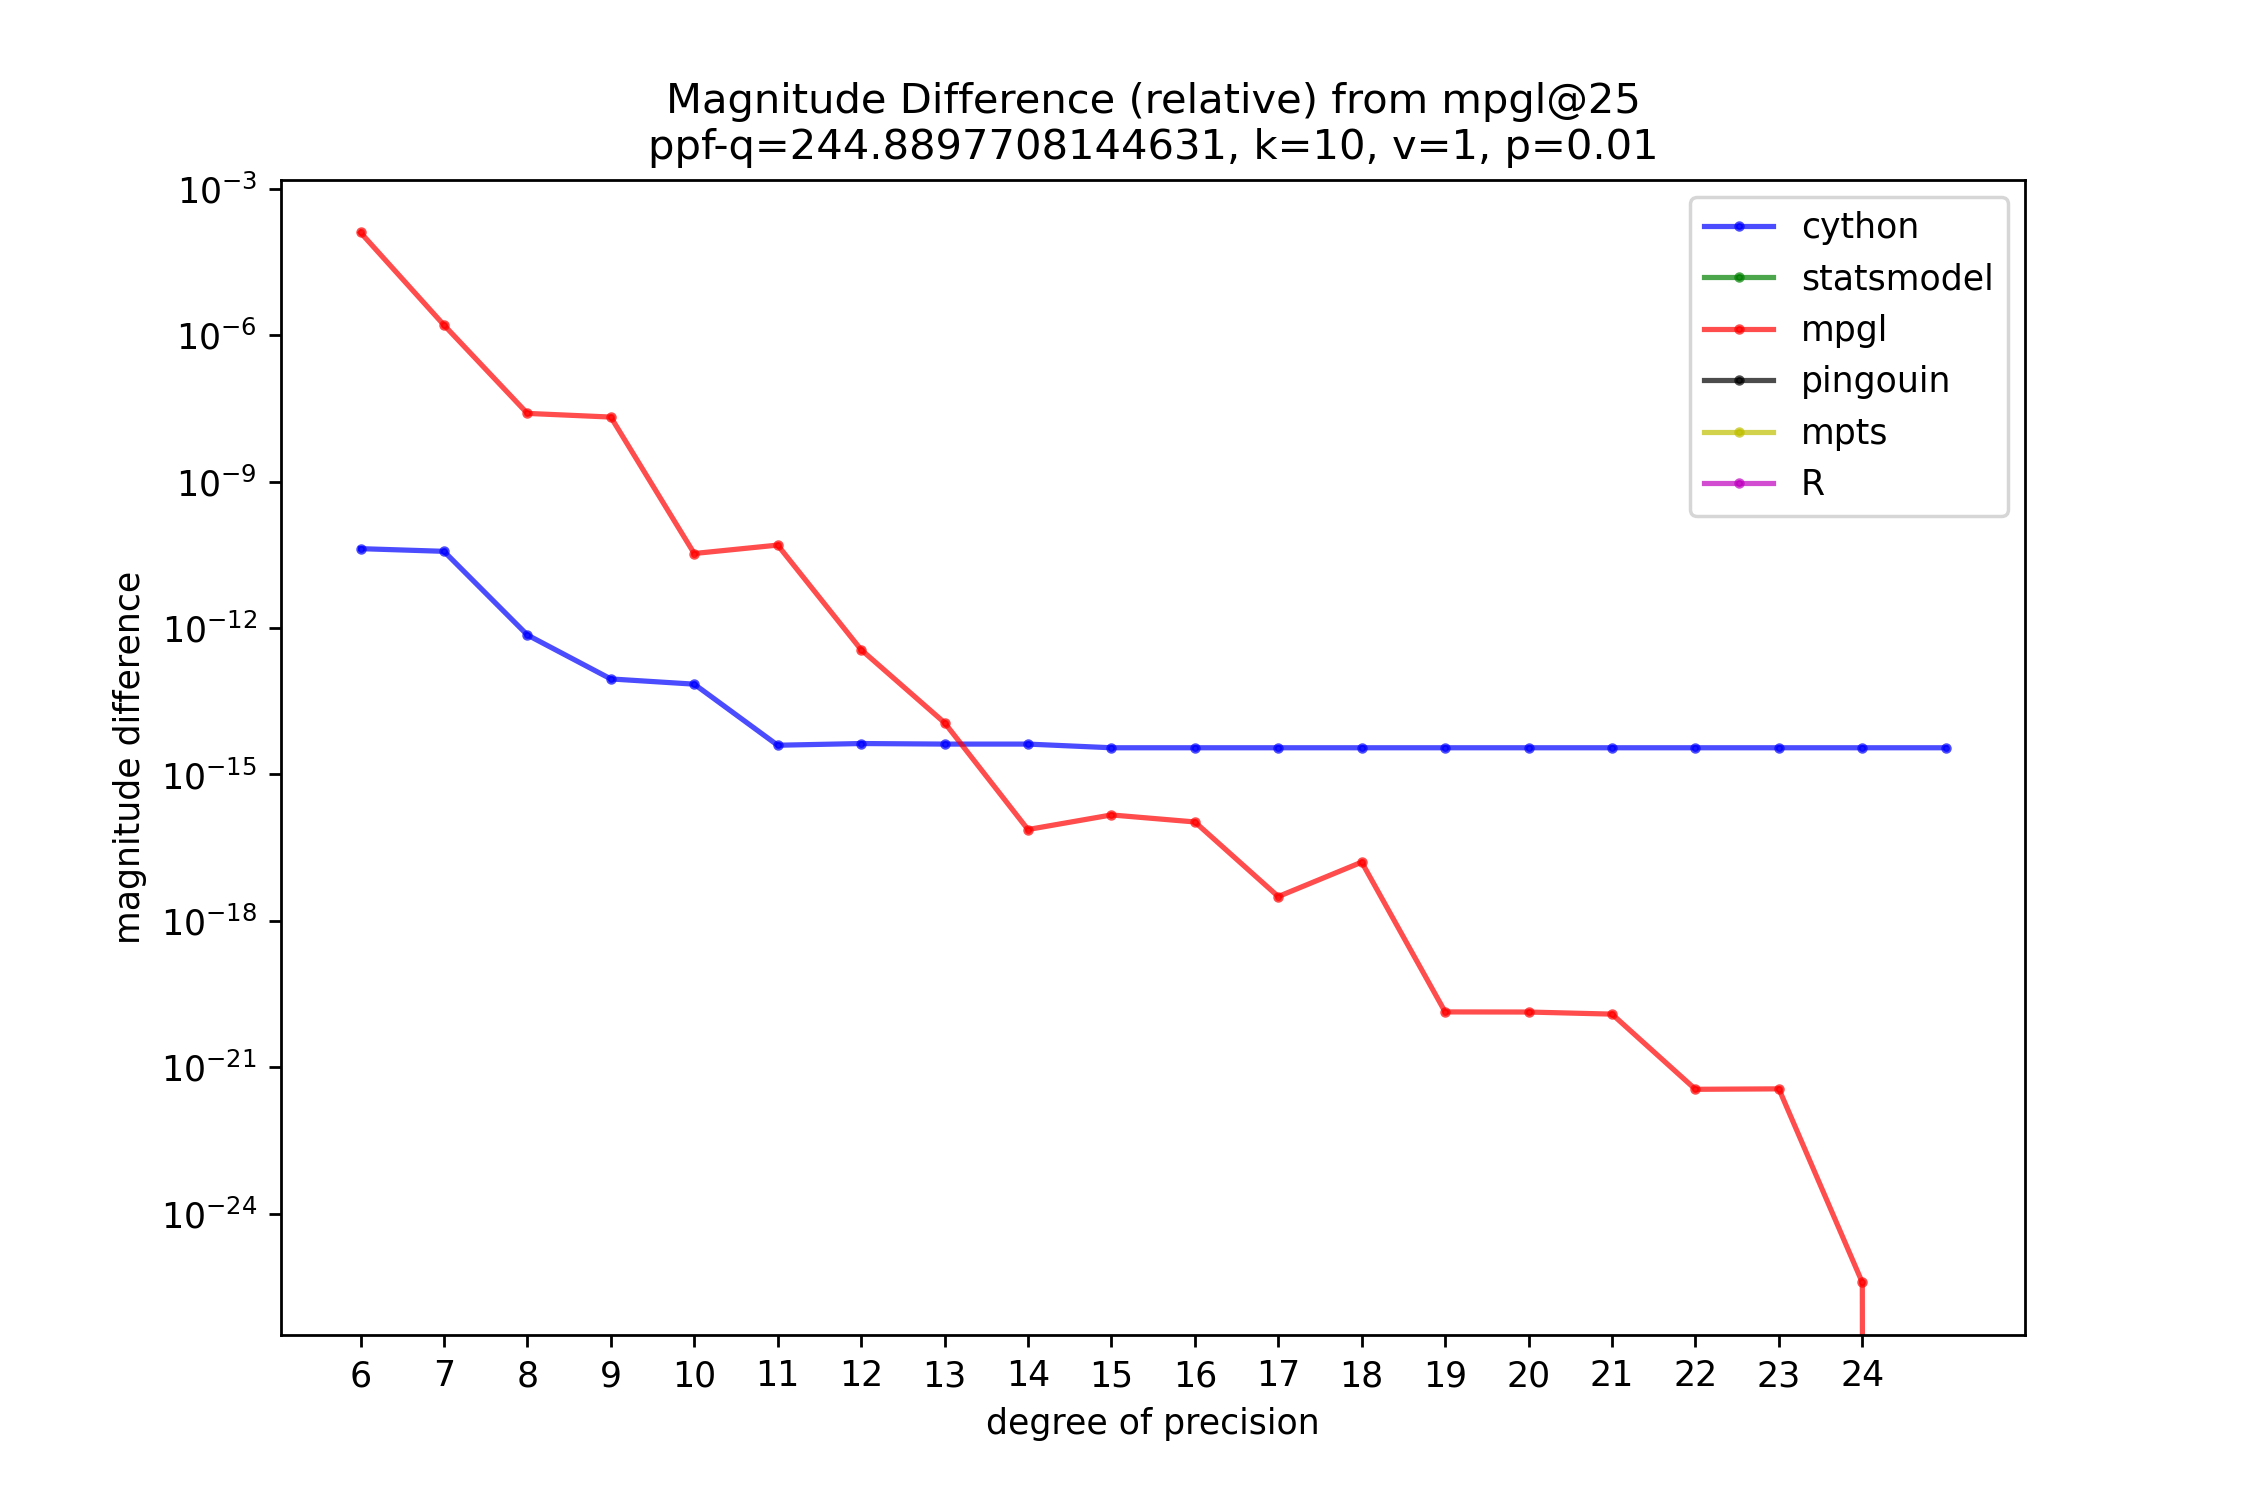 Magnitude Difference (relative) from mpgl@25
ppf-q=244.8897708144631, k=10, v=1, p=0.01
10⁻³
10⁻⁶
10⁻⁹
10⁻¹²
10⁻¹⁵
10⁻¹⁸
10⁻²¹
10⁻²⁴
magnitude difference
cython
statsmodel
mpgl
pingouin
mpts
R
6 7 8 9 10 11 12 13 14 15 16 17 18 19 20 21 22 23 24
degree of precision